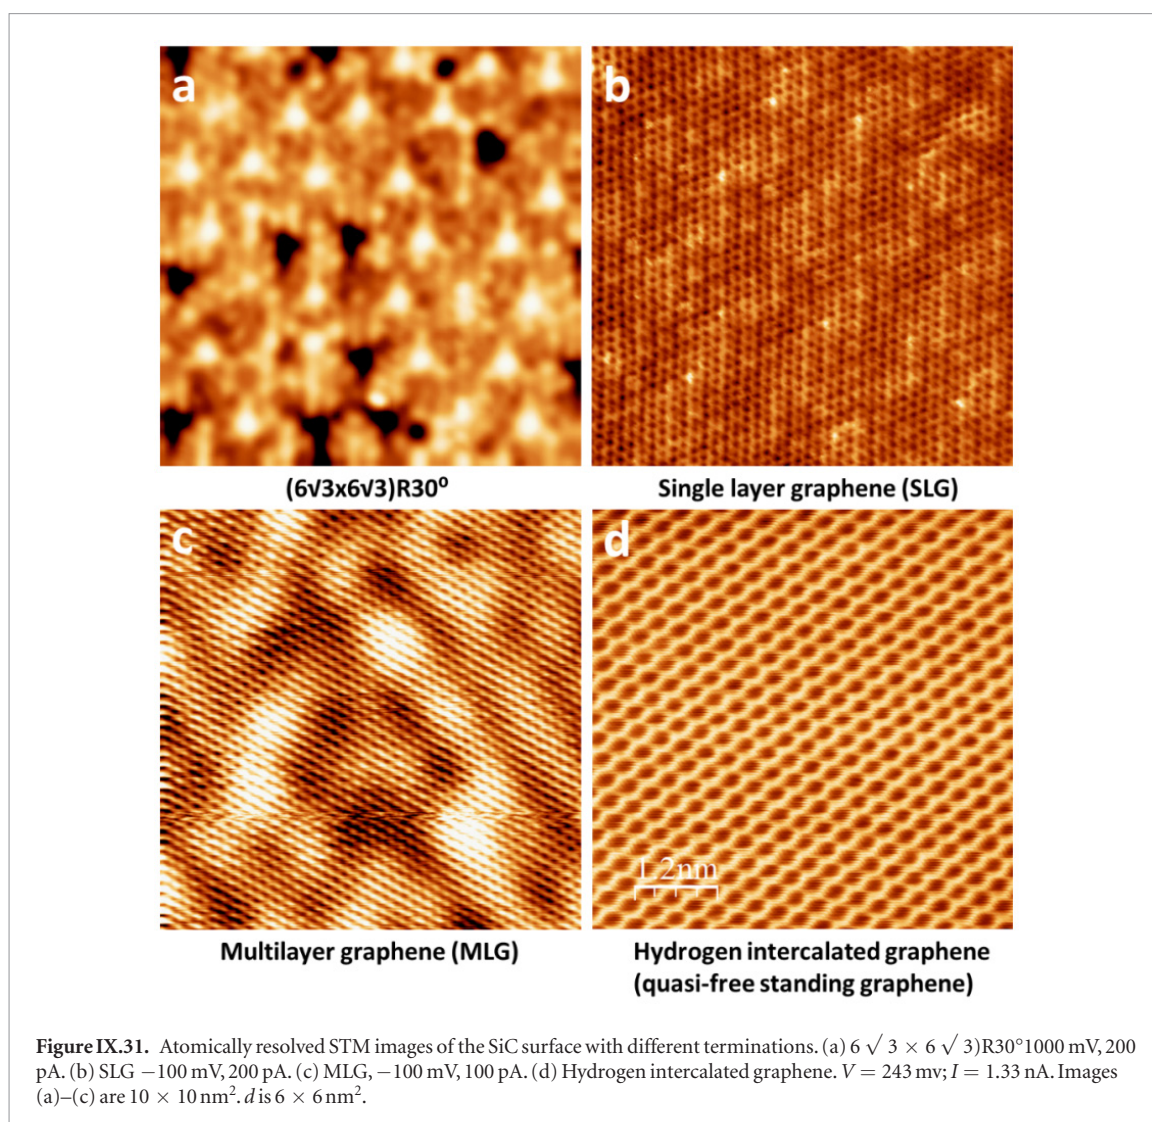 a
b
(6√3x6√3)R30⁰
Single layer graphene (SLG)
c
d
1.2nm
Multilayer graphene (MLG)
Hydrogen intercalated graphene
(quasi-free standing graphene)
Figure IX.31. Atomically resolved STM images of the SiC surface with different terminations. (a) 6 √ 3 × 6 √ 3)R30°1000 mV, 200
pA. (b) SLG −100 mV, 200 pA. (c) MLG, −100 mV, 100 pA. (d) Hydrogen intercalated graphene. V = 243 mv; I = 1.33 nA. Images
(a)–(c) are 10 × 10 nm². d is 6 × 6 nm².